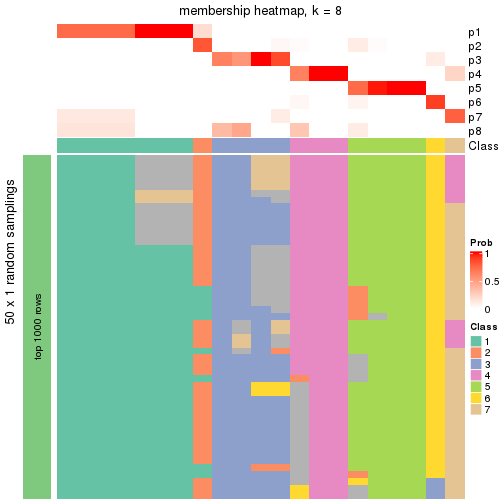 membership heatmap, k = 8
p1
p2
p3
p4
p5
p6
p7
p8
Class
50 x 1 random samplings
top 1000 rows
Prob
1
0.5
0
Class
1
2
3
4
5
6
7